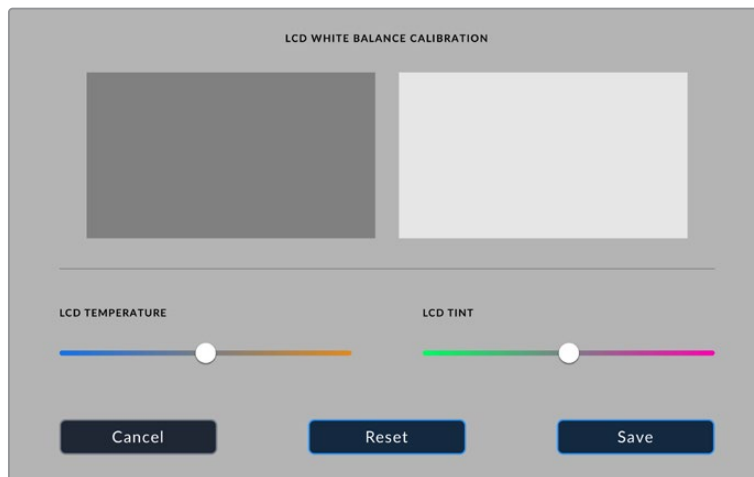 LCD WHITE BALANCE CALIBRATION
LCD TEMPERATURE
LCD TINT
Cancel
Reset
Save